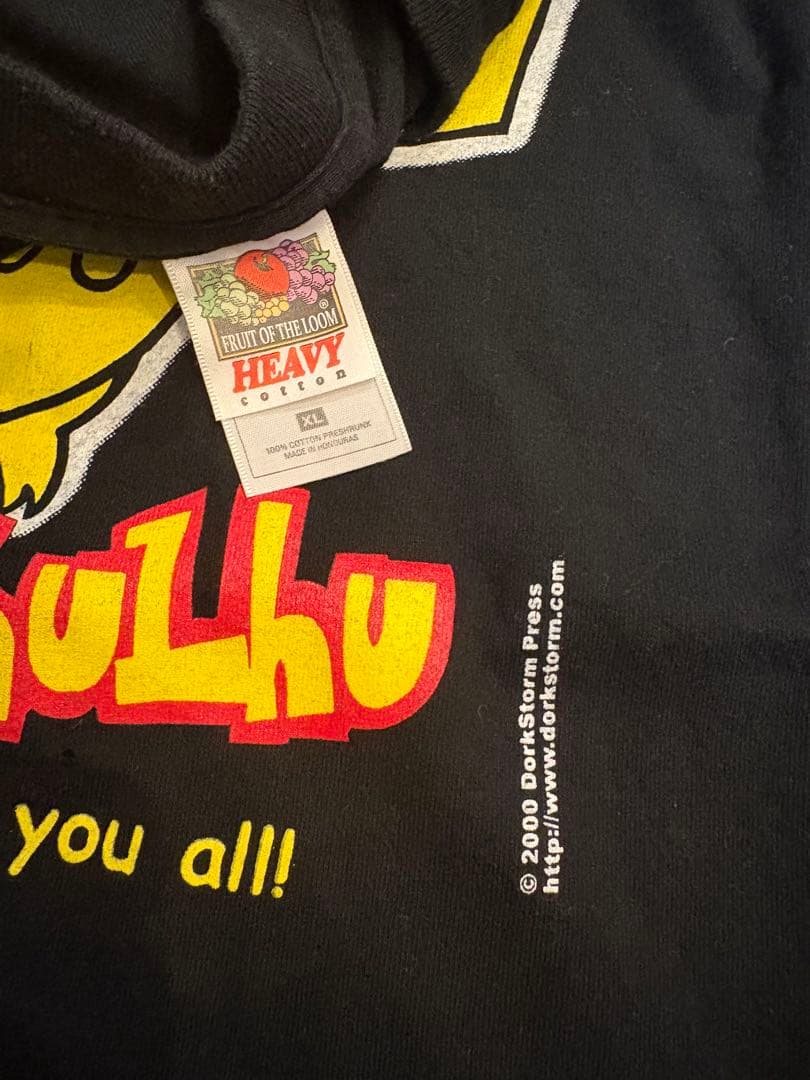 FRUIT OF THE LOOM
®
HEAVY
cotton
XL
100% COTTON PRESHRUNK
MADE IN HONDURAS
huLhu
you all!
© 2000 DorkStorm Press
http://www.dorkstorm.com